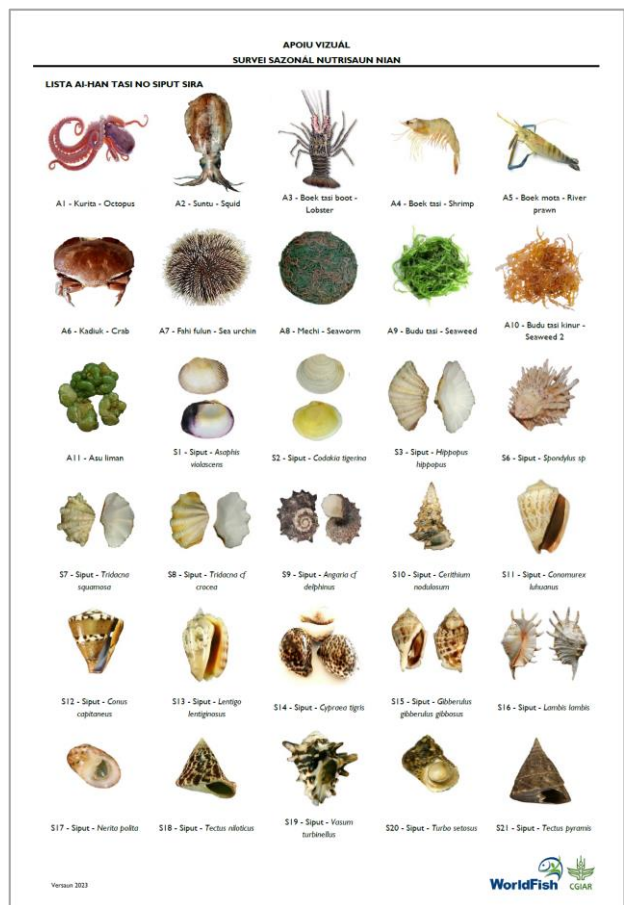 APOIU VIZUÁL
SURVEI SAZONÁL NUTRISAUN NIAN
LISTA AI-HAN TASI NO SIPUT SIRA
A1 - Kurita - Octopus
A2 - Suntu - Squid
A3 - Boek tasi boot -
Lobster
A4 - Boek tasi - Shrimp
A5 - Boek mota - River
prawn
A6 - Kadiuk - Crab
A7 - Fahi fulun - Sea urchin
A8 - Mechi - Seaworm
A9 - Budu tasi - Seaweed
A10 - Budu tasi kinur -
Seaweed 2
A11 - Asu liman
S1 - Siput - Asaphis
violascens
S2 - Siput - Codakia tigerina
S3 - Siput - Hippopus
hippopus
S6 - Siput - Spondylus sp
S7 - Siput - Tridacna
squamosa
S8 - Siput - Tridacna cf
crocea
S9 - Siput - Angaria cf
delphinus
S10 - Siput - Cerithium
nodulosum
S11 - Siput - Conomurex
luhuanus
S12 - Siput - Conus
capitaneus
S13 - Siput - Lentigo
lentiginosus
S14 - Siput - Cypraea tigris
S15 - Siput - Gibberulus
gibberulus gibbosus
S16 - Siput - Lambis lambis
S17 - Siput - Nerita polita
S18 - Siput - Tectus niloticus
S19 - Siput - Vasum
turbinellus
S20 - Siput - Turbo setosus
S21 - Siput - Tectus pyramis
Versaun 2023
WorldFish
CGIAR